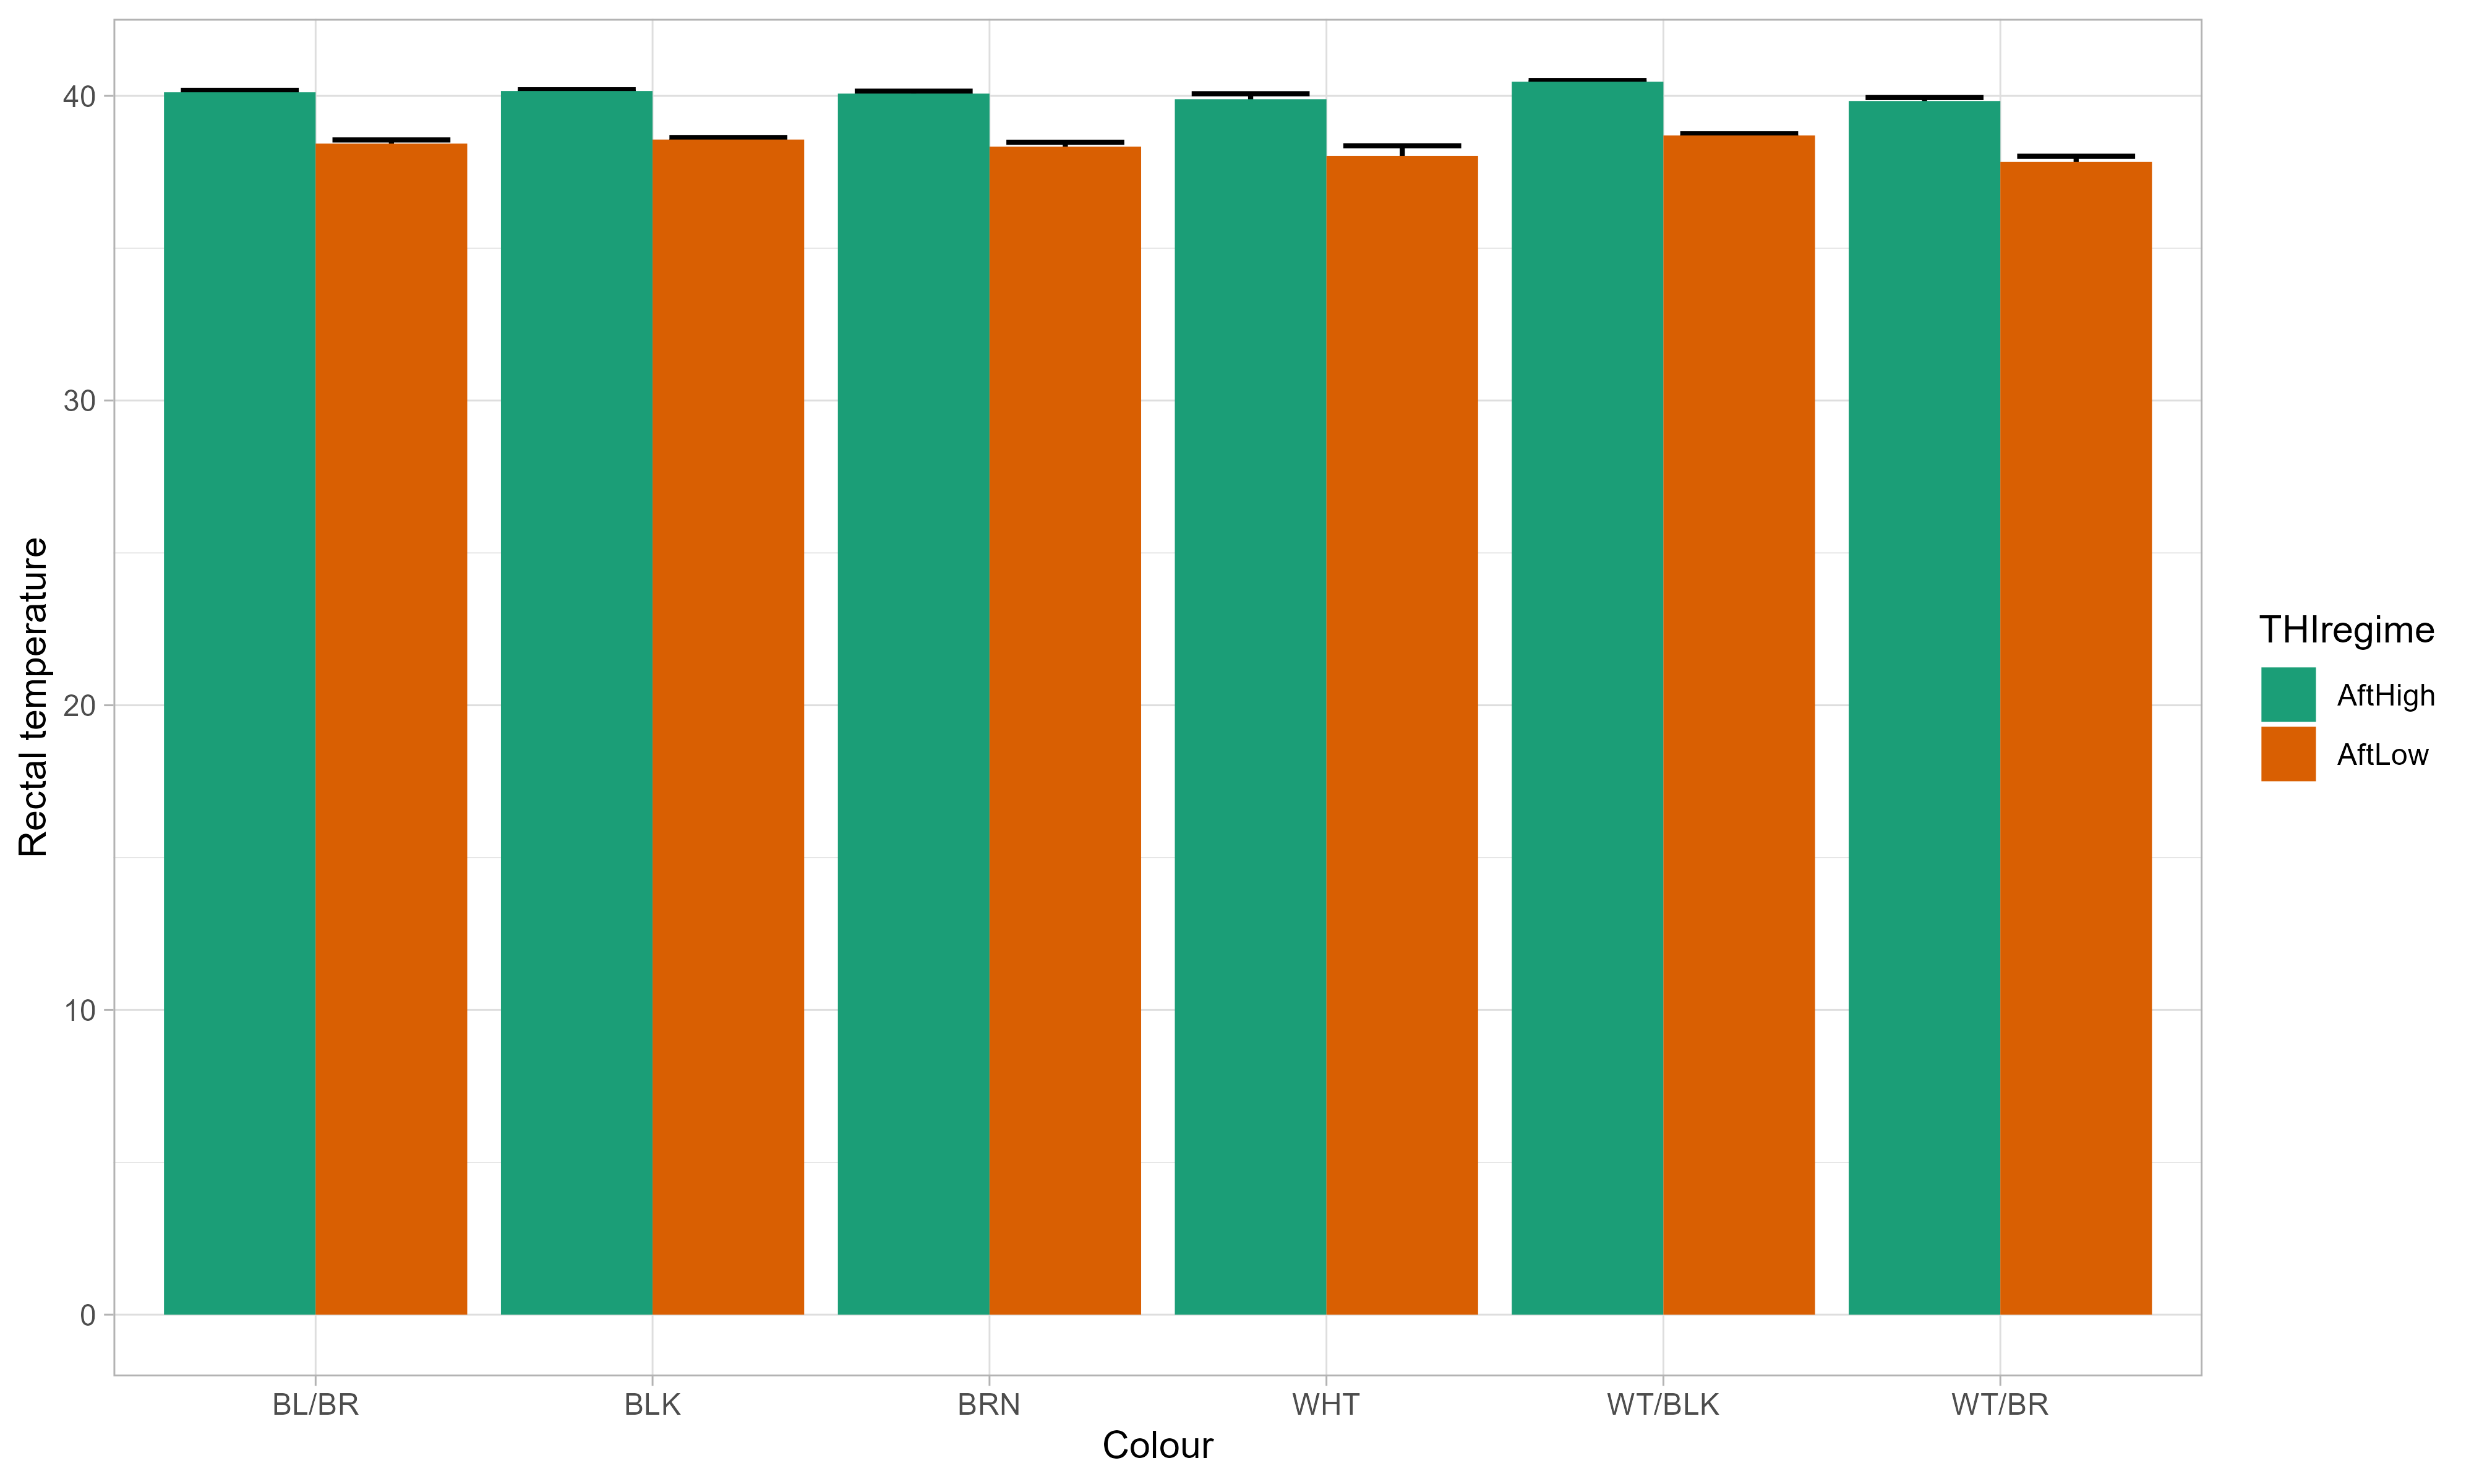 Rectal temperature
40
30
20
10
0
BL/BR BLK BRN WHT WT/BLK WT/BR
Colour
THIregime
AftHigh
AftLow